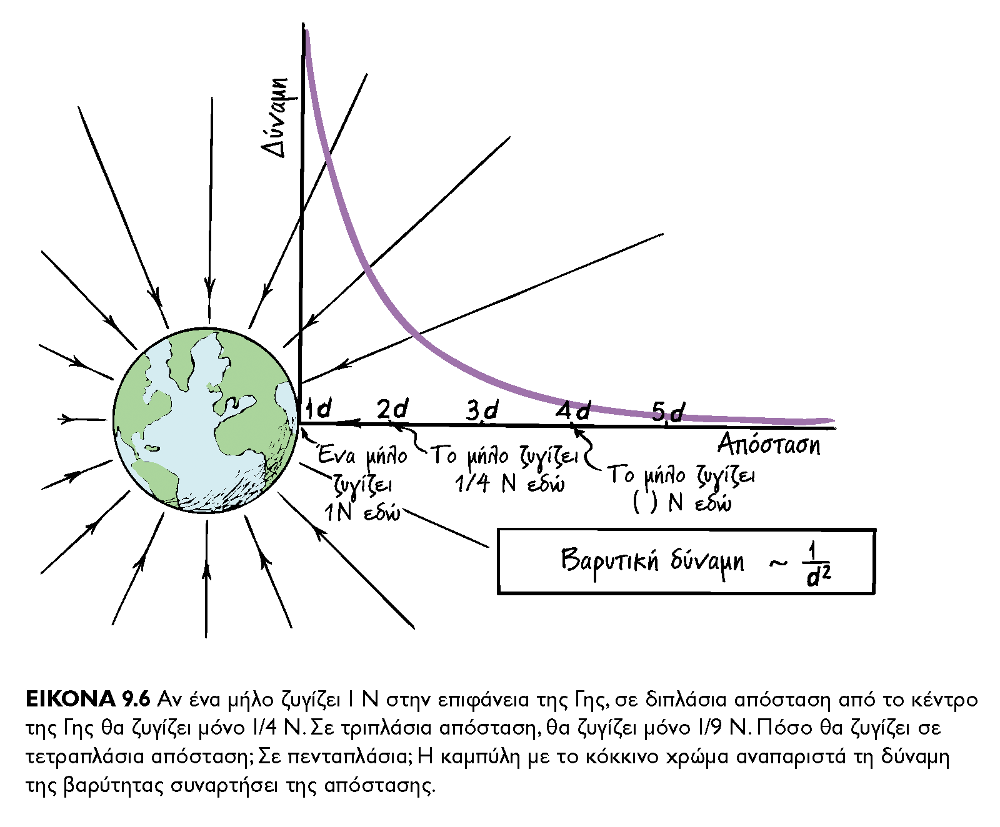 Δύναμη
1d 2d 3d 4d 5d
Απόσταση
Ένα μήλο
ζυγίζει
1N εδώ
Το μήλο ζυγίζει
1/4 N εδώ
Το μήλο ζυγίζει
( ) N εδώ
Βαρυτική δύναμη ~ 1/d²
ΕΙΚΟΝΑ 9.6 Αν ένα μήλο ζυγίζει 1 N στην επιφάνεια της Γης, σε διπλάσια απόσταση από το κέντρο
της Γης θα ζυγίζει μόνο 1/4 N. Σε τριπλάσια απόσταση, θα ζυγίζει μόνο 1/9 N. Πόσο θα ζυγίζει σε
τετραπλάσια απόσταση; Σε πενταπλάσια; Η καμπύλη με το κόκκινο χρώμα αναπαριστά τη δύναμη
της βαρύτητας συναρτήσει της απόστασης.